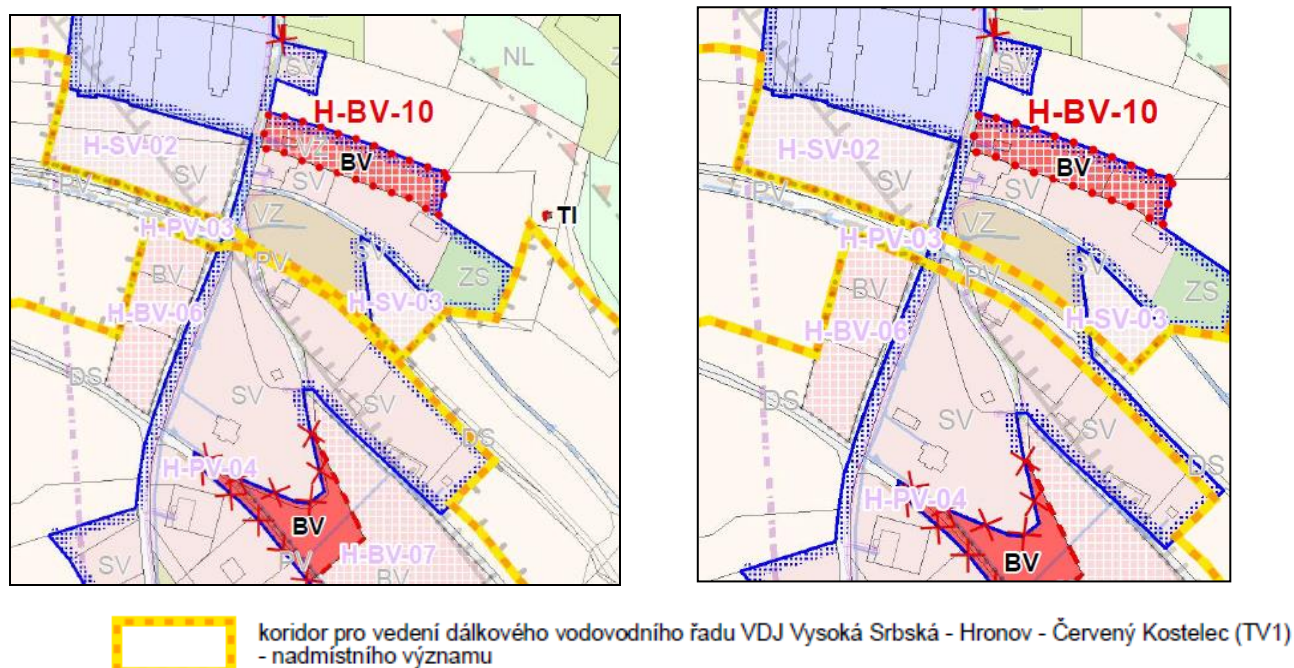 NL
SV
H-BV-10
VZ
BV
H-SV-02
SV
SV
PV
VZ
TI
H-PV-03
SV
PV
ZS
BV
H-SV-03
H-BV-06
DS
SV
SV
DS
H-PV-04
BV
SV
PV
H-BV-07
BV
SV
H-BV-10
BV
H-SV-02
SV
SV
PV
VZ
H-PV-03
SV
PV
ZS
BV
H-SV-03
H-BV-06
DS
SV
SV
DS
H-PV-04
BV
koridor pro vedení dálkového vodovodního řadu VDJ Vysoká Srbská - Hronov - Červený Kostelec (TV1)
- nadmístního významu